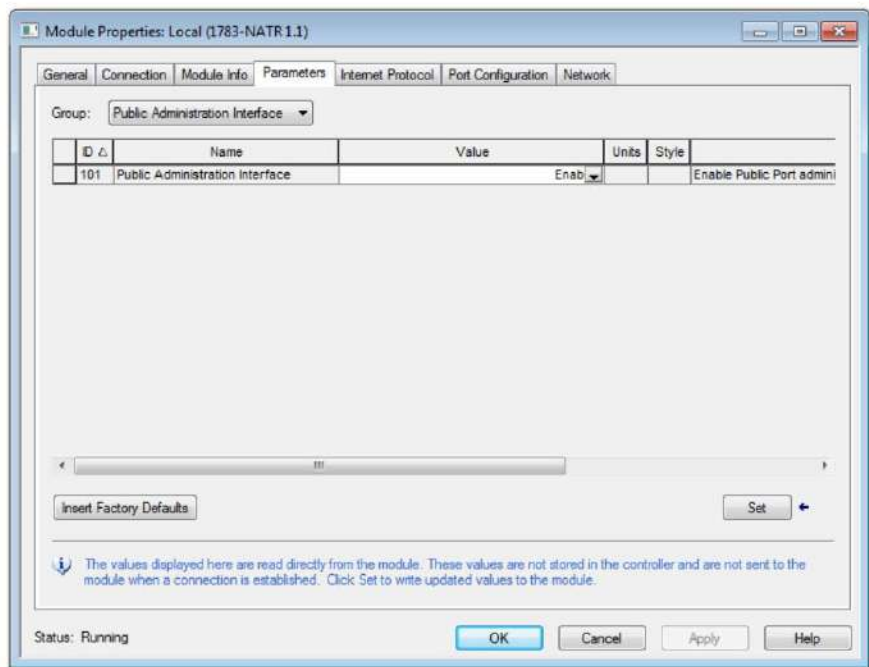 Module Properties: Local (1783-NATR 1.1)
General Connection Module Info Parameters Internet Protocol Port Configuration Network
Group: Public Administration Interface
ID Name Value Units Style
101 Public Administration Interface Enab Enable Public Port admini
Insert Factory Defaults Set
The values displayed here are read directly from the module. These values are not stored in the controller and are not sent to the
module when a connection is established. Click Set to write updated values to the module.
Status: Running OK Cancel Apply Help